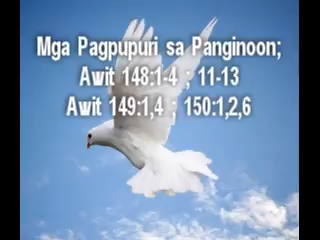 Mga Pagpupuri sa Panginoon;
Awit 148:1-4 ; 11-13
Awit 149:1,4 ; 150:1,2,6